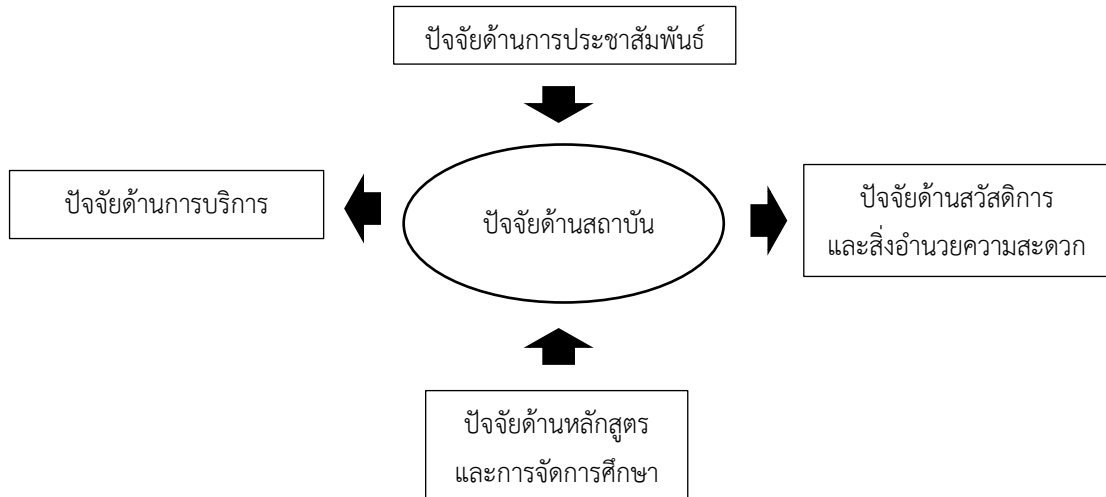 ปัจจัยด้านการประชาสัมพันธ์
ปัจจัยด้านการบริการ
ปัจจัยด้านสถาบัน
ปัจจัยด้านสวัสดิการ
และสิ่งอำนวยความสะดวก
ปัจจัยด้านหลักสูตร
และการจัดการศึกษา